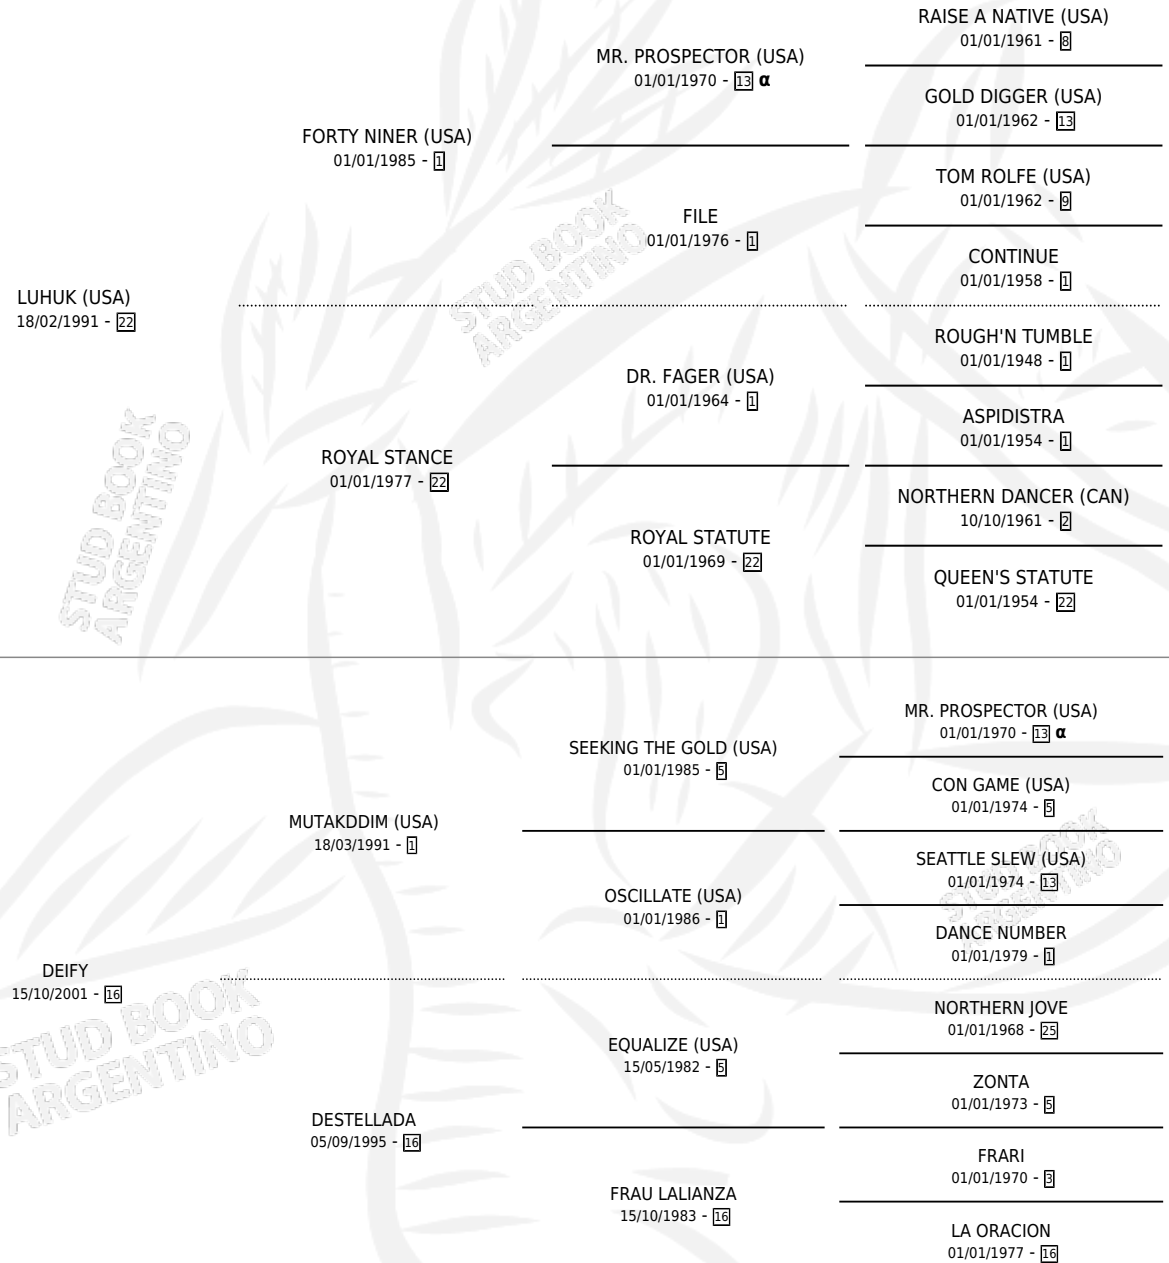 RAISE A NATIVE (USA)
01/01/1961 - 8
MR. PROSPECTOR (USA)
01/01/1970 - 13 α
GOLD DIGGER (USA)
01/01/1962 - 13
FORTY NINER (USA)
01/01/1985 - 1
TOM ROLFE (USA)
01/01/1962 - 9
FILE
01/01/1976 - 1
CONTINUE
01/01/1958 - 1
LUHUK (USA)
18/02/1991 - 22
ROUGH'N TUMBLE
01/01/1948 - 1
DR. FAGER (USA)
01/01/1964 - 1
ASPIDISTRA
01/01/1954 - 1
ROYAL STANCE
01/01/1977 - 22
NORTHERN DANCER (CAN)
10/10/1961 - 2
ROYAL STATUTE
01/01/1969 - 22
QUEEN'S STATUTE
01/01/1954 - 22
MR. PROSPECTOR (USA)
01/01/1970 - 13 α
SEEKING THE GOLD (USA)
01/01/1985 - 5
CON GAME (USA)
01/01/1974 - 5
MUTAKDDIM (USA)
18/03/1991 - 1
SEATTLE SLEW (USA)
01/01/1974 - 13
OSCILLATE (USA)
01/01/1986 - 1
DANCE NUMBER
01/01/1979 - 1
DEIFY
15/10/2001 - 16
NORTHERN JOVE
01/01/1968 - 25
EQUALIZE (USA)
15/05/1982 - 5
ZONTA
01/01/1973 - 5
DESTELLADA
05/09/1995 - 16
FRARI
01/01/1970 - 3
FRAU LALIANZA
15/10/1983 - 16
LA ORACION
01/01/1977 - 16
STUD BOOK
ARGENTINO
STUD BOOK
ARGENTINO
STUD BOOK
ARGENTINO
STUD BOOK
ARGENTINO